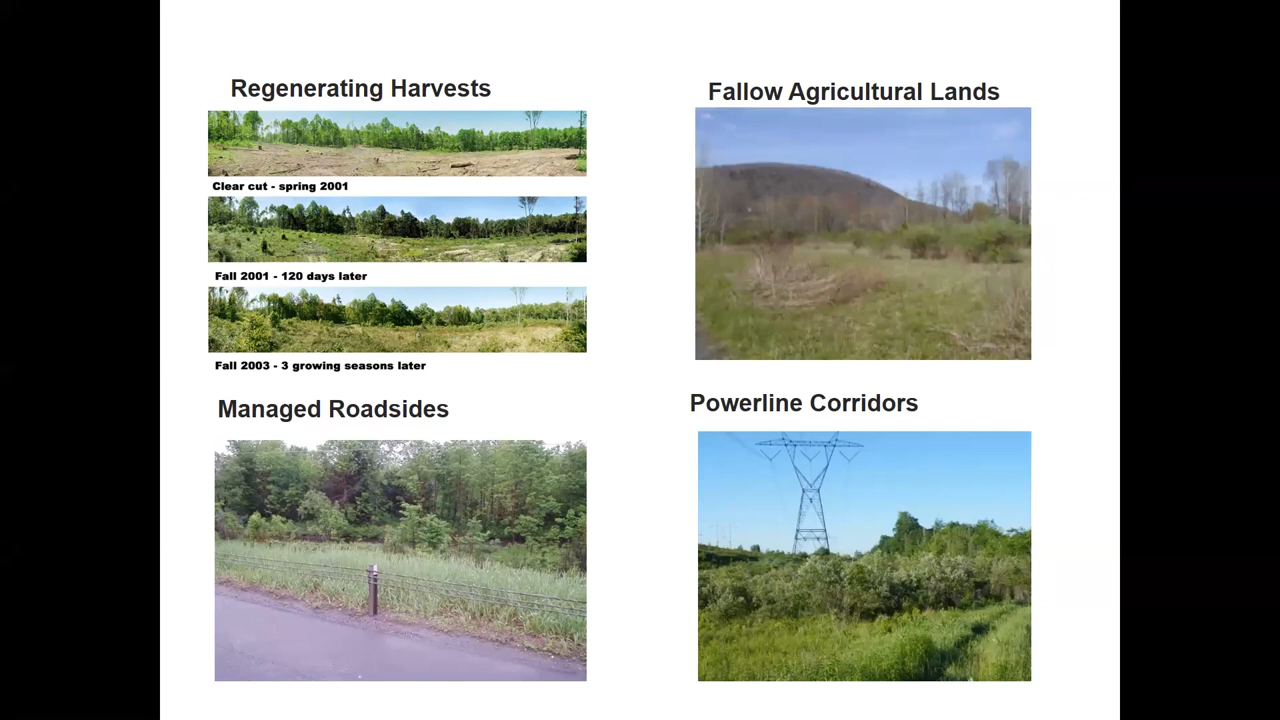 Regenerating Harvests
Clear cut - spring 2001
Fall 2001 - 120 days later
Fall 2003 - 3 growing seasons later
Fallow Agricultural Lands
Managed Roadsides
Powerline Corridors